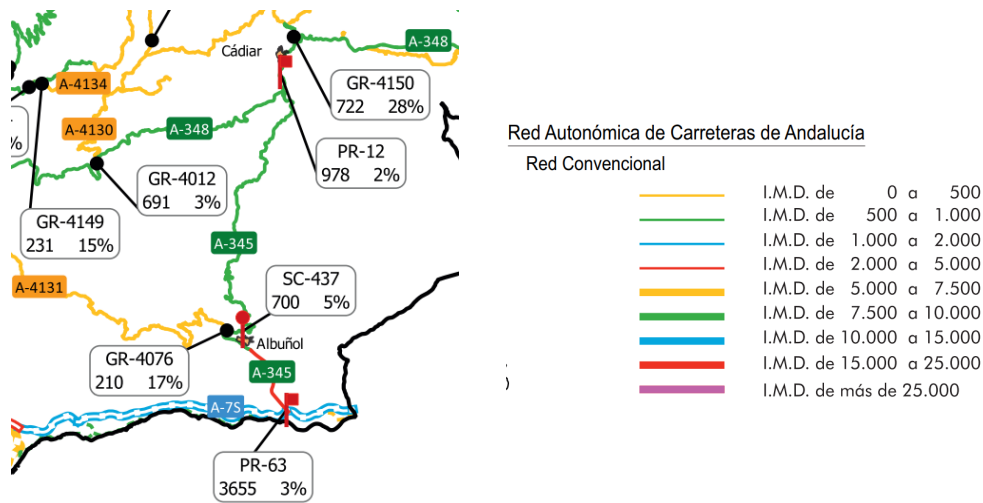 Cádiar
A-348
A-4134
GR-4150
722 28%
A-4130
A-348
%
PR-12
978 2%
GR-4012
691 3%
GR-4149
231 15%
A-345
SC-437
700 5%
A-4131
Albuñol
GR-4076
210 17%
A-345
A-7S
PR-63
3655 3%
Red Autonómica de Carreteras de Andalucía
Red Convencional
I.M.D. de 0 a 500
I.M.D. de 500 a 1.000
I.M.D. de 1.000 a 2.000
I.M.D. de 2.000 a 5.000
I.M.D. de 5.000 a 7.500
I.M.D. de 7.500 a 10.000
I.M.D. de 10.000 a 15.000
I.M.D. de 15.000 a 25.000
I.M.D. de más de 25.000